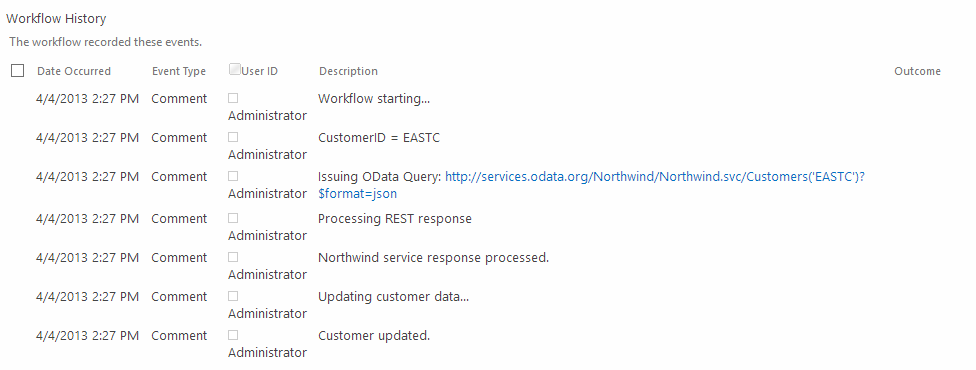 Workflow History
The workflow recorded these events.
Date Occurred Event Type User ID Description Outcome
4/4/2013 2:27 PM Comment Workflow starting...
Administrator
4/4/2013 2:27 PM Comment CustomerID = EASTC
Administrator
4/4/2013 2:27 PM Comment Issuing OData Query: http://services.odata.org/Northwind/Northwind.svc/Customers('EASTC')?
Administrator $format=json
4/4/2013 2:27 PM Comment Processing REST response
Administrator
4/4/2013 2:27 PM Comment Northwind service response processed.
Administrator
4/4/2013 2:27 PM Comment Updating customer data...
Administrator
4/4/2013 2:27 PM Comment Customer updated.
Administrator